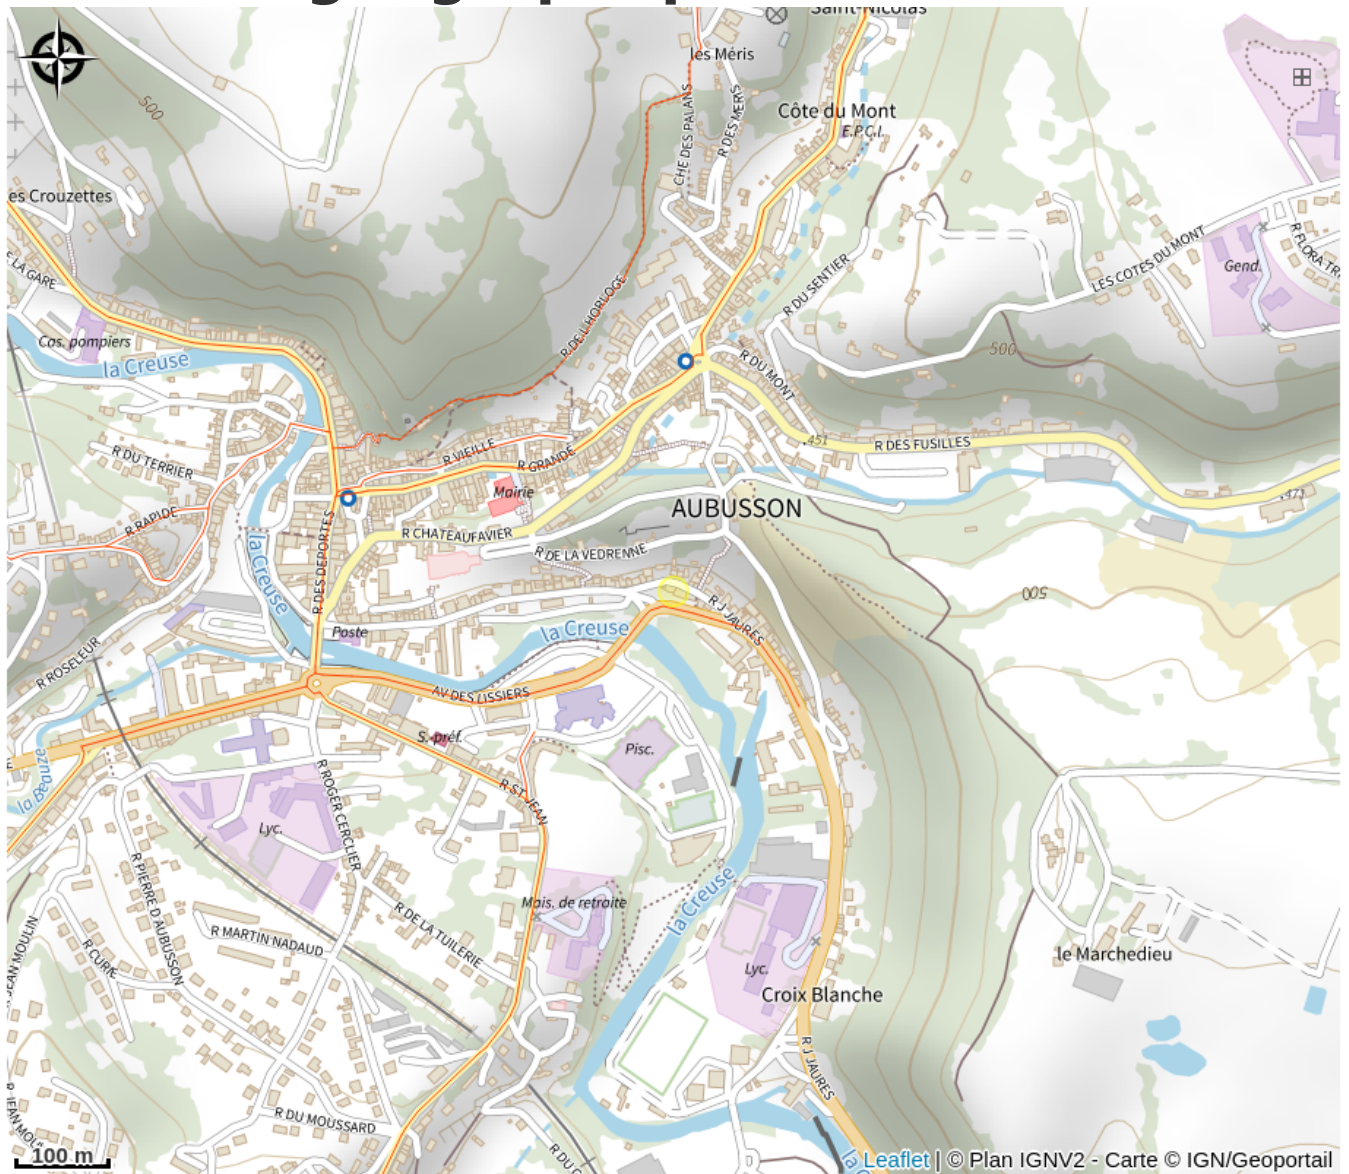 Saint-Nicolas
les Méris
500
Côte du Mont
E.P.C.I.
CHE DES PALANS
R DES MERS
es Crouzettes
E LA GARE
R FLORA TR
LES COTES DU MONT
Gend.
R DU SENTIER
R DE L'HORLOGE
Cas. pompiers
la Creuse
500
R DU MONT
.451
R DES FUSILLES
R DU TERRIER
R VIEILLE
R GRANDE
Mairie
.473
AUBUSSON
R RAPIDE
R DES DEPORTES
R CHATEAUFAVIER
R DE LA VEDRENNE
la Creuse
500
R J JAURES
Poste
la Creuse
R ROSELEUR
AV DES LISSIERS
S.-préf.
Pisc.
R ST JEAN
R ROGER CERCLIER
Lyc.
R PIERRE D AUBUSSON
Mais. de retraite
la Creuse
R DE LA TUILERIE
R MARTIN NADAUD
R CURIE
R JEAN MOULIN
le Marchedieu
Lyc.
Croix Blanche
R J JAURES
R DU MOUSSARD
100 m
Leaflet | © Plan IGNV2 - Carte © IGN/Geoportail